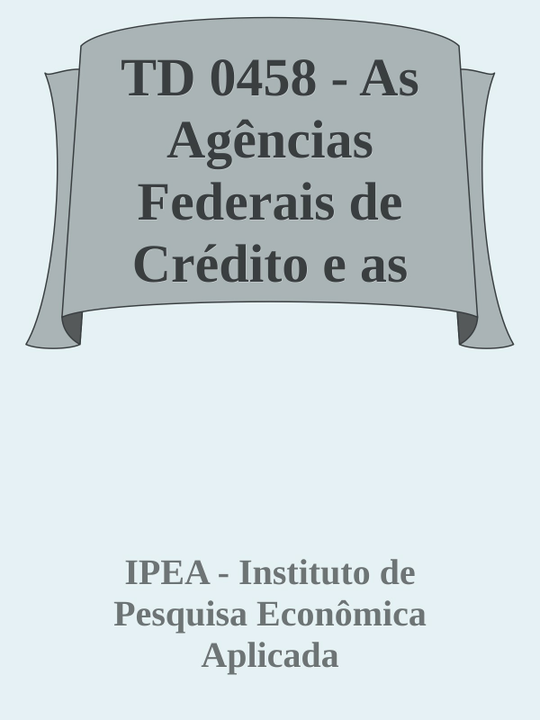 TD 0458 - As
Agências
Federais de
Crédito e as
IPEA - Instituto de
Pesquisa Econômica
Aplicada